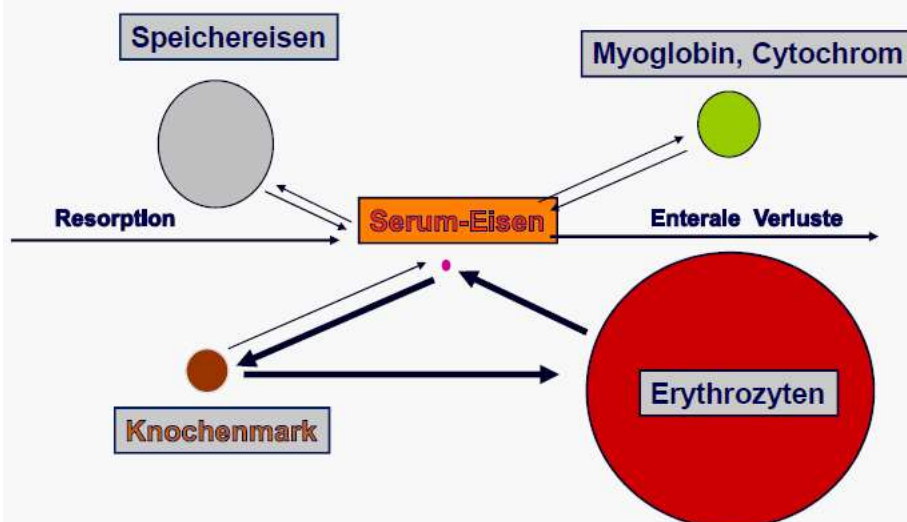 Speichereisen
Myoglobin, Cytochrom
Resorption
Serum-Eisen
Enterale Verluste
Erythrozyten
Knochenmark